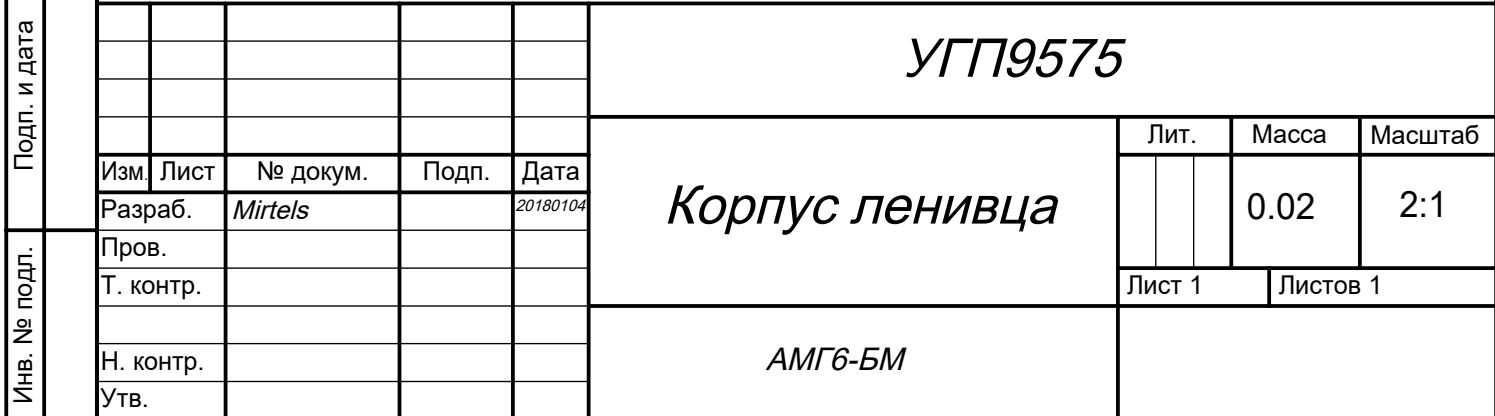 Подп. и дата
Инв. № подл.
УГП9575
Изм. Лист № докум. Подп. Дата
Разраб. Mirtels 20180104
Пров.
Т. контр.
Н. контр.
Утв.
Корпус ленивца
Лит. Масса Масштаб
0.02 2:1
Лист 1 Листов 1
АМГ6-БМ